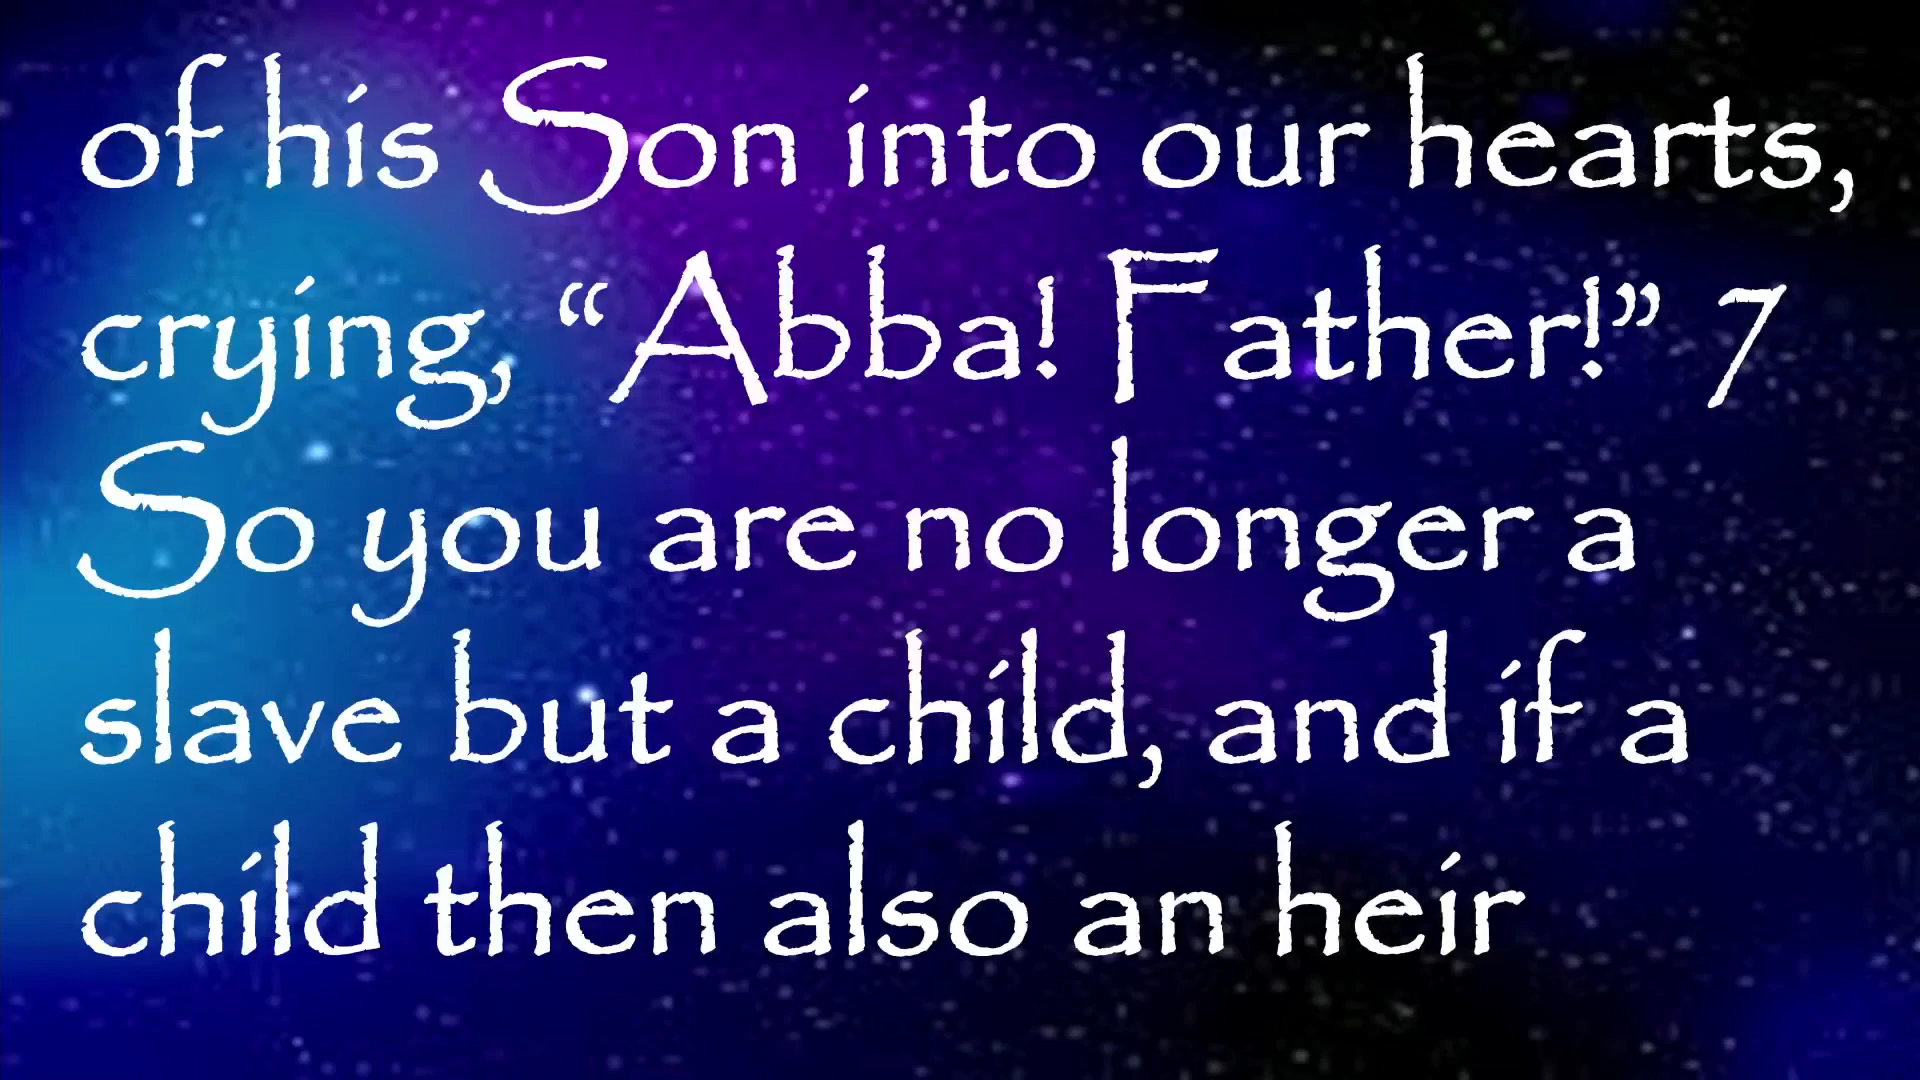 of his Son into our hearts,
crying, “Abba! Father!” 7
So you are no longer a
slave but a child, and if a
child then also an heir